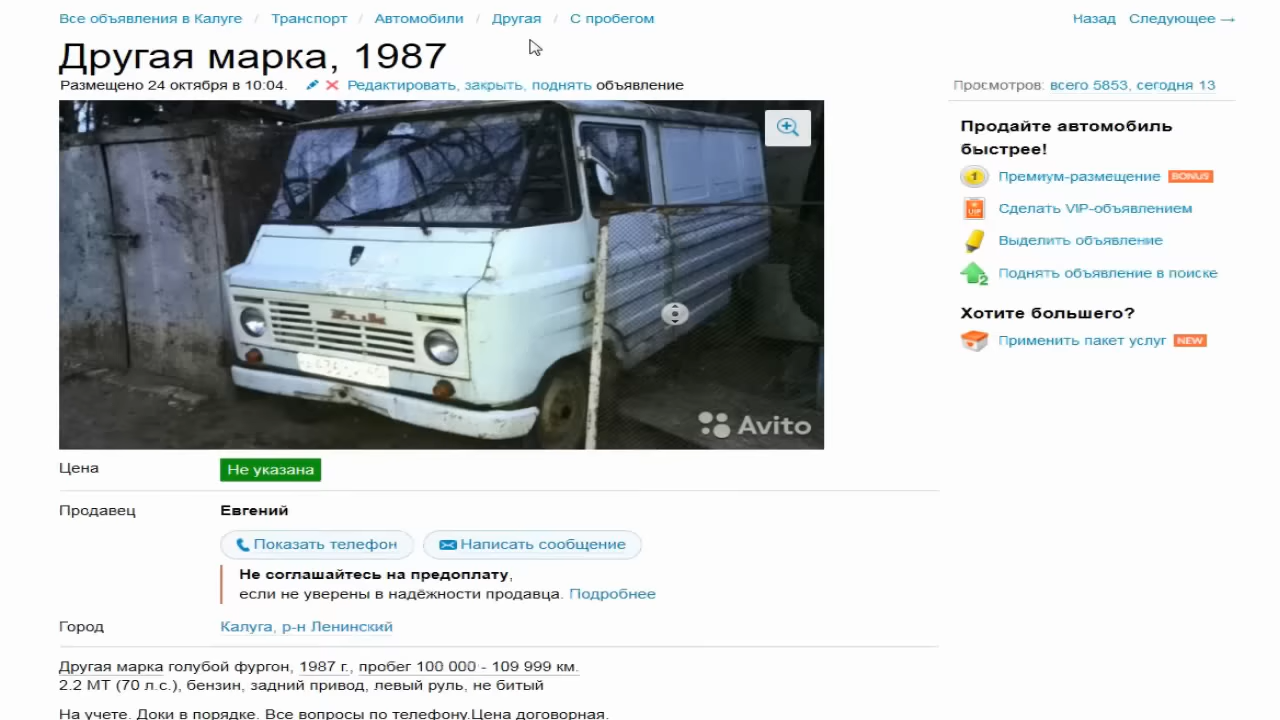 Все объявления в Калуге / Транспорт / Автомобили / Другая / С пробегом
Назад Следующее →
Другая марка, 1987
Размещено 24 октября в 10:04. Редактировать, закрыть, поднять объявление
Просмотров: всего 5853, сегодня 13
Żuk
Avito
Продайте автомобиль
быстрее!
1 Премиум-размещение BONUS
VIP Сделать VIP-объявлением
Выделить объявление
2 Поднять объявление в поиске
Хотите большего?
Применить пакет услуг NEW
Цена Не указана
Продавец Евгений
Показать телефон Написать сообщение
Не соглашайтесь на предоплату,
если не уверены в надёжности продавца. Подробнее
Город Калуга, р-н Ленинский
Другая марка голубой фургон, 1987 г., пробег 100 000 - 109 999 км.
2.2 МТ (70 л.с.), бензин, задний привод, левый руль, не битый
На учете. Доки в порядке. Все вопросы по телефону.Цена договорная.